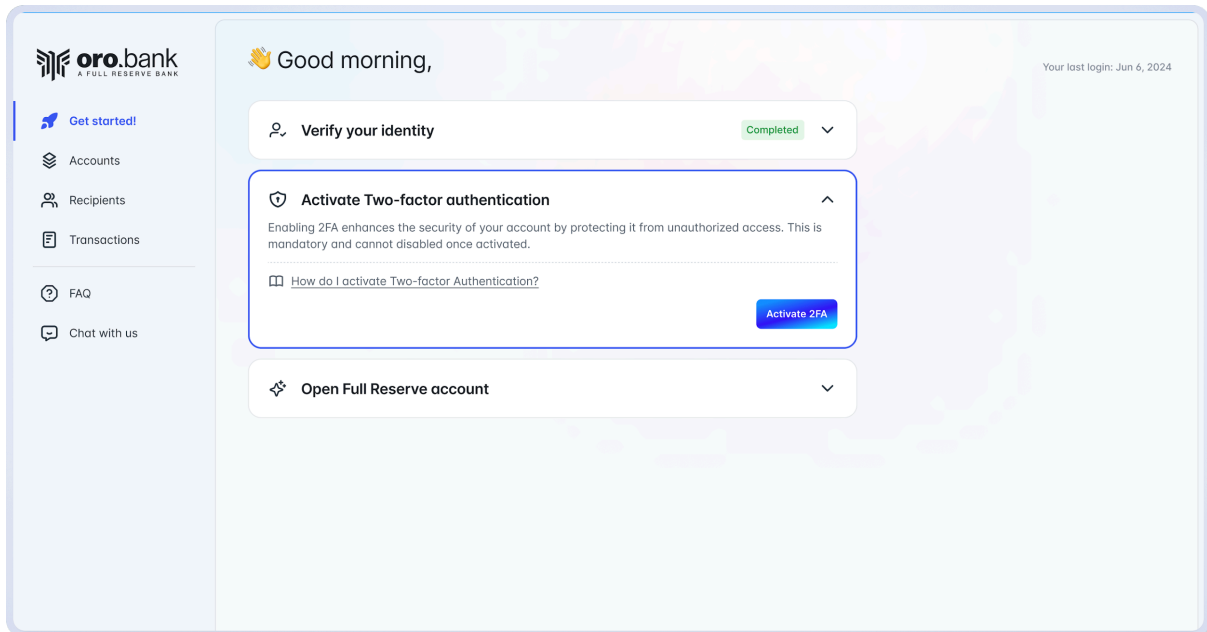 oro.bank
A FULL RESERVE BANK
Get started!
Accounts
Recipients
Transactions
FAQ
Chat with us
Good morning,
Your last login: Jun 6, 2024
Verify your identity
Completed
Activate Two-factor authentication
Enabling 2FA enhances the security of your account by protecting it from unauthorized access. This is
mandatory and cannot disabled once activated.
How do I activate Two-factor Authentication?
Activate 2FA
Open Full Reserve account